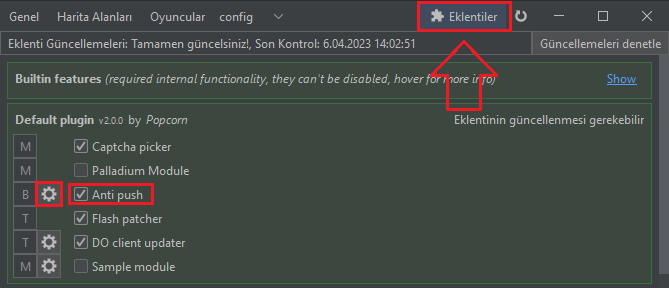 Genel Harita Alanları Oyuncular config Eklentiler
Eklenti Güncellemeleri: Tamamen güncelsiniz!, Son Kontrol: 6.04.2023 14:02:51 Güncellemeleri denetle
Builtin features (required internal functionality, they can't be disabled, hover for more info) Show
Default plugin v2.0.0 by Popcorn Eklentinin güncellenmesi gerekebilir
M Captcha picker
M Palladium Module
B Anti push
T Flash patcher
T DO client updater
M Sample module